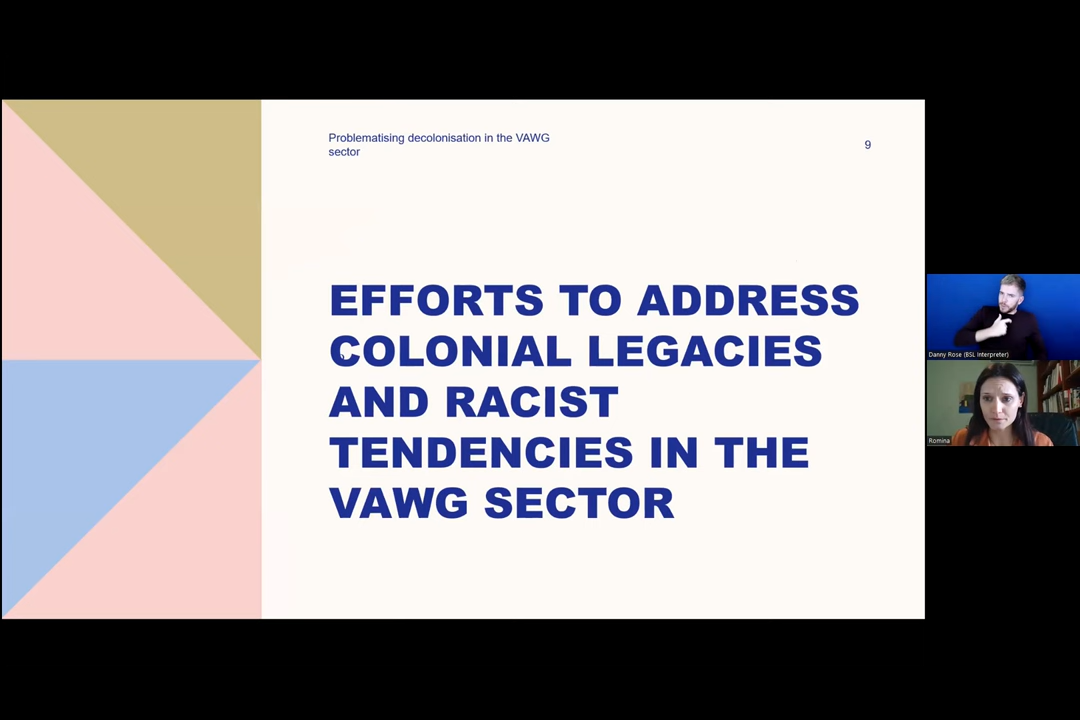 Problematising decolonisation in the VAWG
sector
9
EFFORTS TO ADDRESS
COLONIAL LEGACIES
AND RACIST
TENDENCIES IN THE
VAWG SECTOR
Danny Rose (BSL Interpreter)
Romina